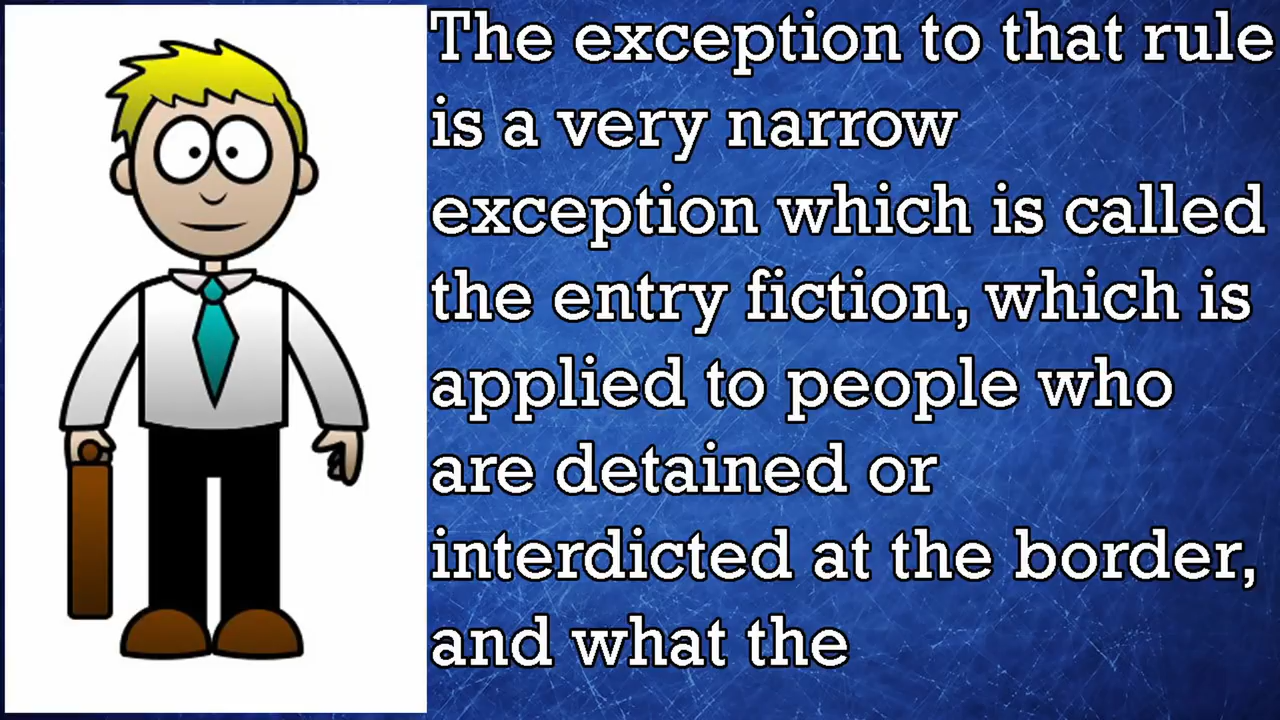 The exception to that rule
is a very narrow
exception which is called
the entry fiction, which is
applied to people who
are detained or
interdicted at the border,
and what the